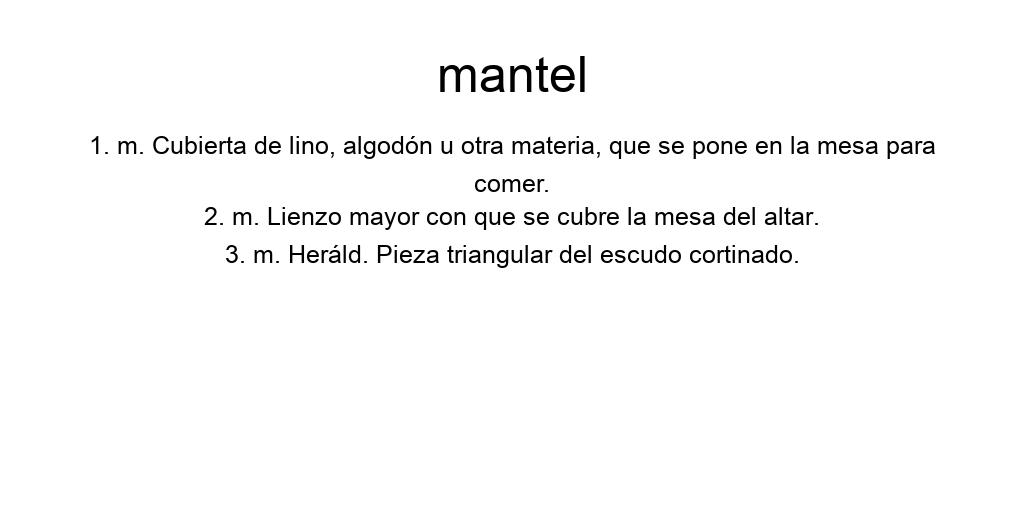 mantel
1. m. Cubierta de lino, algodón u otra materia, que se pone en la mesa para
comer.
2. m. Lienzo mayor con que se cubre la mesa del altar.
3. m. Heráld. Pieza triangular del escudo cortinado.